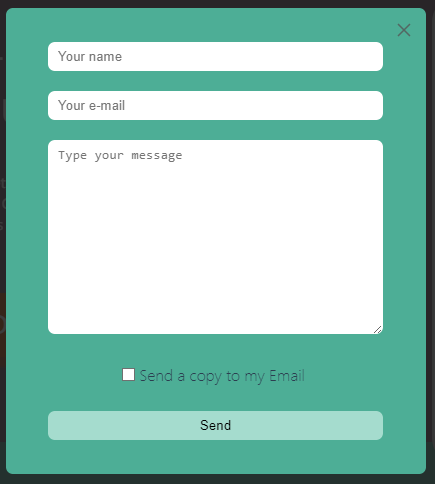 Your name
Your e-mail
Type your message
Send a copy to my Email
Send